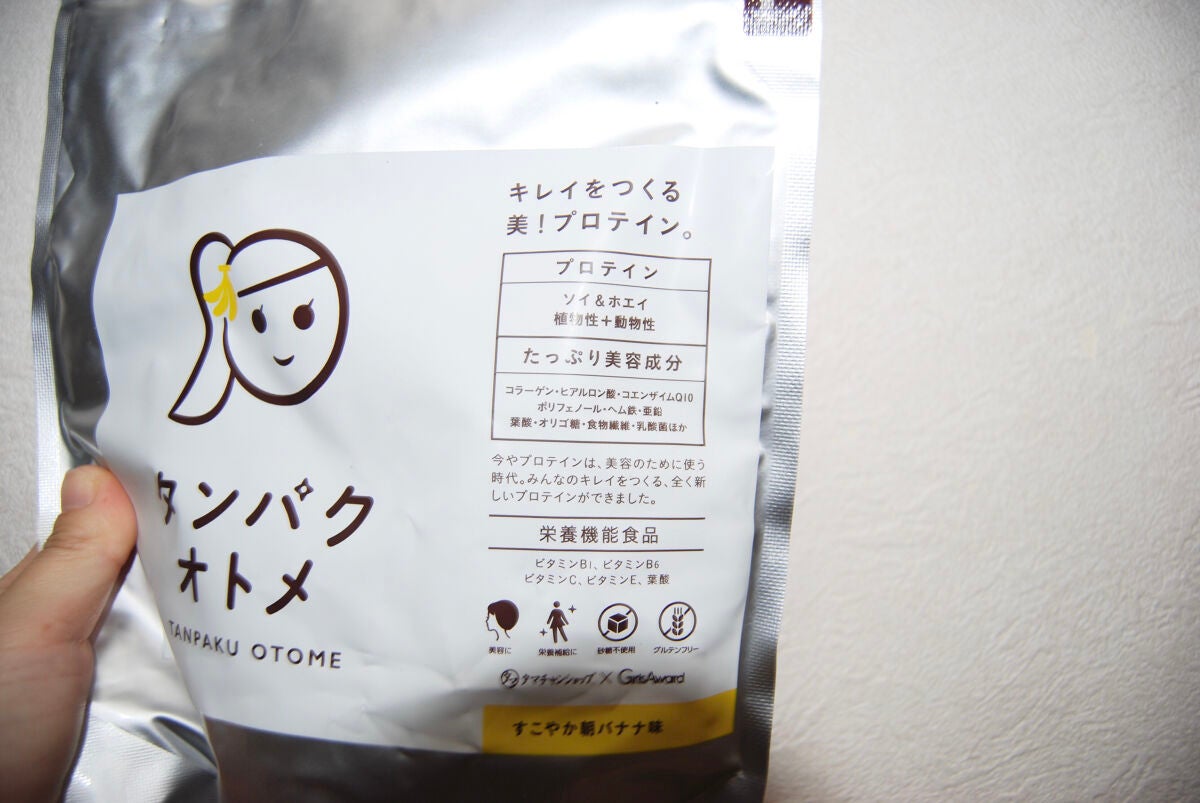 キレイをつくる
美！プロテイン。
プロテイン
ソイ&ホエイ
植物性＋動物性
たっぷり美容成分
コラーゲン・ヒアルロン酸・コエンザイムQ10
ポリフェノール・ヘム鉄・亜鉛
葉酸・オリゴ糖・食物繊維・乳酸菌ほか
今やプロテインは、美容のために使う
時代。みんなのキレイをつくる、全く新
しいプロテインができました。
栄養機能食品
ビタミンB1、ビタミンB6
ビタミンC、ビタミンE、葉酸
美容に 栄養補給に 砂糖不使用 グルテンフリー
タマチャンショップ × GirlsAward
すこやか朝バナナ味
タンパク
オトメ
TANPAKU OTOME